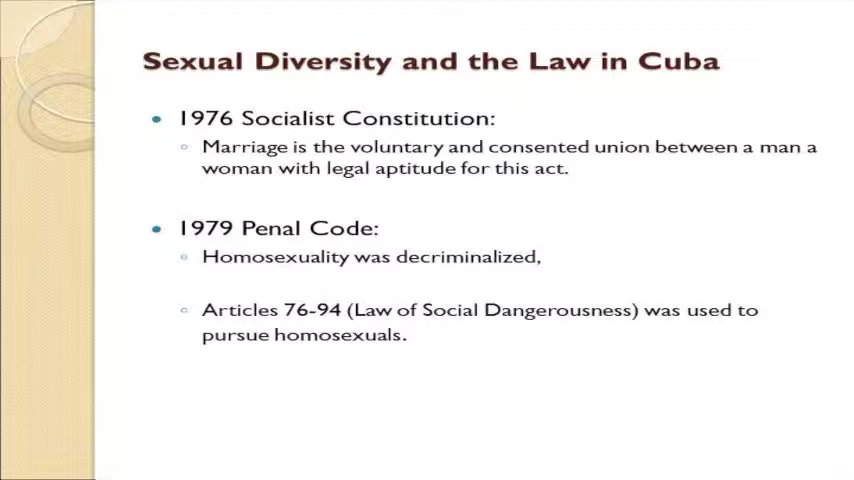 Sexual Diversity and the Law in Cuba
• 1976 Socialist Constitution:
◦ Marriage is the voluntary and consented union between a man a
woman with legal aptitude for this act.
• 1979 Penal Code:
◦ Homosexuality was decriminalized,
◦ Articles 76-94 (Law of Social Dangerousness) was used to
pursue homosexuals.